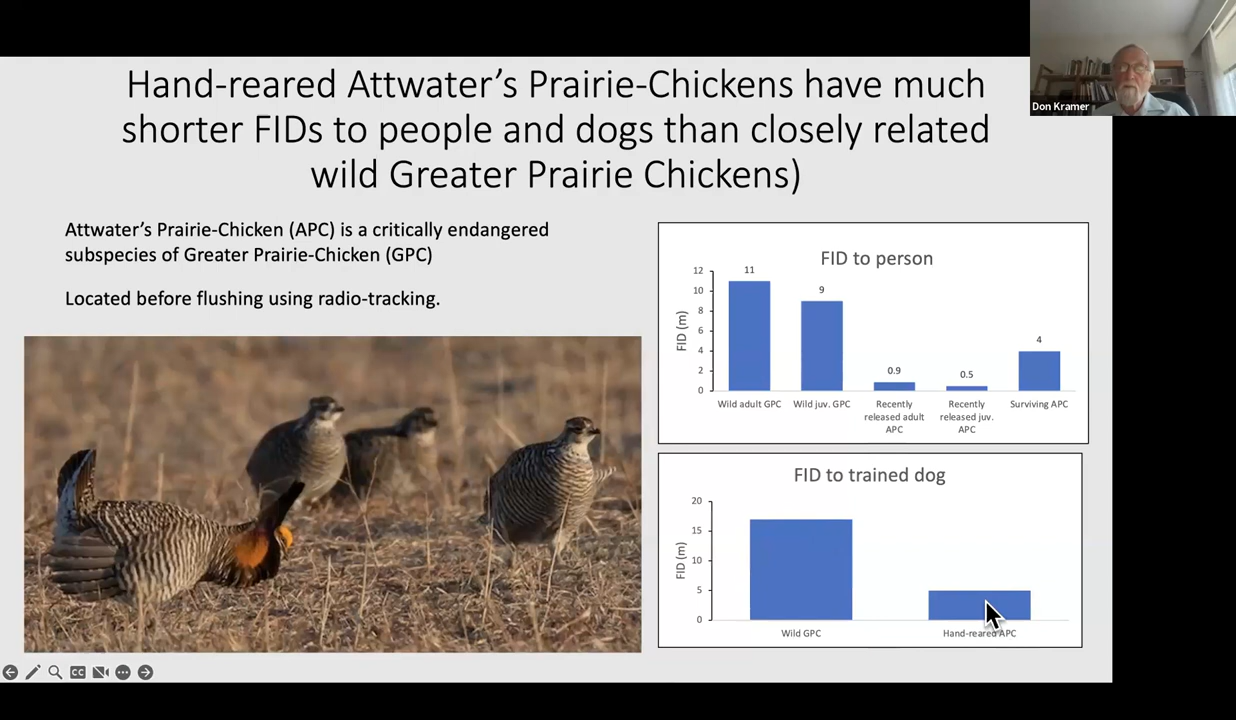 Hand-reared Attwater’s Prairie-Chickens have much
shorter FIDs to people and dogs than closely related
wild Greater Prairie Chickens)
Don Kramer
Attwater’s Prairie-Chicken (APC) is a critically endangered
subspecies of Greater Prairie-Chicken (GPC)
Located before flushing using radio-tracking.
FID to person
FID (m)
12
10
8
6
4
2
0
11
9
0.9
0.5
4
Wild adult GPC
Wild juv. GPC
Recently
released adult
APC
Recently
released juv.
APC
Surviving APC
FID to trained dog
FID (m)
20
15
10
5
0
Wild GPC
Hand-reared APC
CC